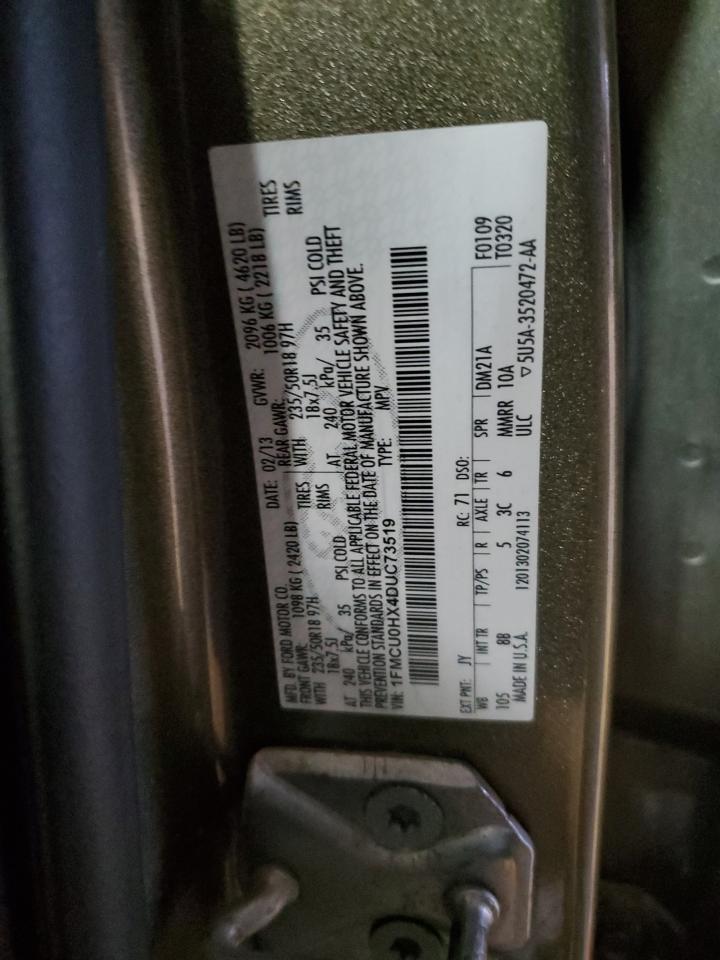 MFD. BY FORD MOTOR CO. DATE: 02/13 GVWR: 2096 KG ( 4620 LB)
FRONT GAWR: 1098 KG ( 2420 LB) REAR GAWR: 1006 KG ( 2218 LB)
WITH 235/50R18 97H TIRES WITH 235/50R18 97H TIRES
18x7.5J RIMS 18x7.5J RIMS
AT 240 kPa/ 35 PSI COLD AT 240 kPa/ 35 PSI COLD
THIS VEHICLE CONFORMS TO ALL APPLICABLE FEDERAL MOTOR VEHICLE SAFETY AND THEFT
PREVENTION STANDARDS IN EFFECT ON THE DATE OF MANUFACTURE SHOWN ABOVE.
VIN: 1FMCU0HX4DUC73519 TYPE: MPV
EXT PNT: JY RC: 71 DSO:
WB INT TR TP/PS R AXLE TR SPR DM21A F0109
105 8B 5 3C 6 MMRR 10A T0320
MADE IN U.S.A. 1201302074113 ULC ▽5U5A-3520472-AA